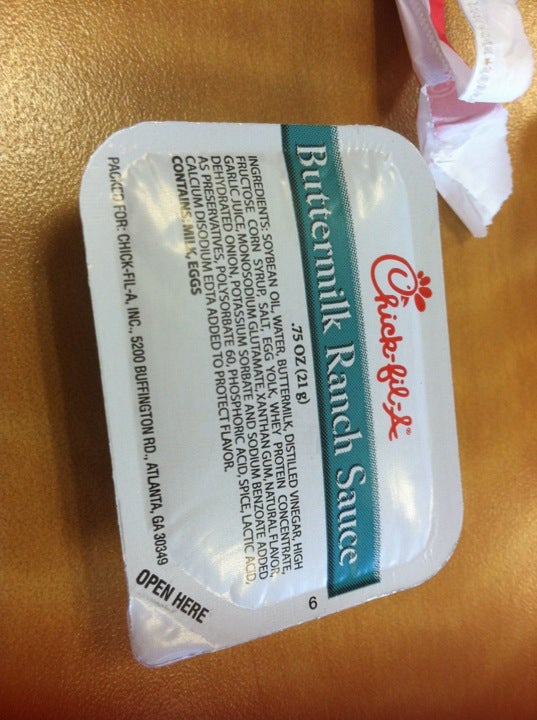 Chick-fil-A®
Buttermilk Ranch Sauce
.75 OZ (21 g)
INGREDIENTS: SOYBEAN OIL, WATER, BUTTERMILK, DISTILLED VINEGAR, HIGH
FRUCTOSE CORN SYRUP, SALT, EGG YOLK, WHEY PROTEIN CONCENTRATE,
GARLIC JUICE, MONOSODIUM GLUTAMATE, XANTHAN GUM, NATURAL FLAVOR,
DEHYDRATED ONION, POTASSIUM SORBATE AND SODIUM BENZOATE ADDED
AS PRESERVATIVES, POLYSORBATE 60, PHOSPHORIC ACID, SPICE, LACTIC ACID,
CALCIUM DISODIUM EDTA ADDED TO PROTECT FLAVOR.
CONTAINS: MILK, EGGS
PACKED FOR: CHICK-FIL-A, INC., 5200 BUFFINGTON RD., ATLANTA, GA 30349
6
OPEN HERE